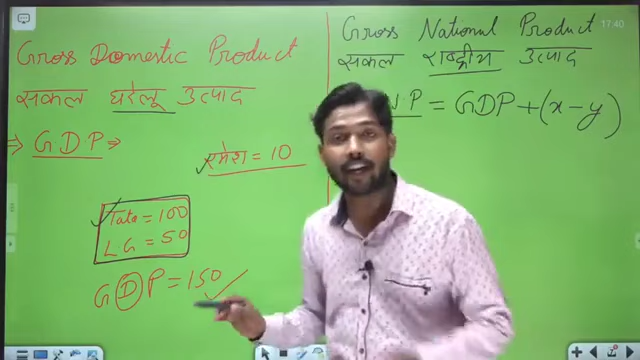 Gross Domestic Product
सकल घरेलू उत्पाद
⇒ GDP ⇒
रमेश = 10
Tata = 100
LG = 50
GDP = 150
Gross National Product
सकल राष्ट्रीय उत्पाद
P = GDP + (x - y)
17:40